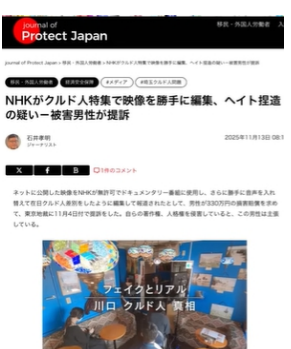 journal of
Protect Japan
移民・外国人労働者
journal of Protect Japan > 移民・外国人労働者 > NHKがクルド人特集で映像を勝手に編集、ヘイト捏造の疑いー被害男性が提訴
移民・外国人労働者 経済安全保障 #メディア #埼玉クルド人問題
NHKがクルド人特集で映像を勝手に編集、ヘイト捏造
の疑いー被害男性が提訴
石井孝明
ジャーナリスト
2025年11月13日 08:1
X f B 1件のコメント
ネットに公開した映像をNHKが無許可でドキュメンタリー番組に使用し、さらに勝手に音声を入れ
替えて在日クルド人差別をしたように編集して報道されたとして、男性が330万円の損害賠償を求め
て、東京地裁に11月4日付で提訴をした。自らの著作権、人格権を侵害していると、この男性は主張
している。
フェイクとリアル
川口 クルド人 真相